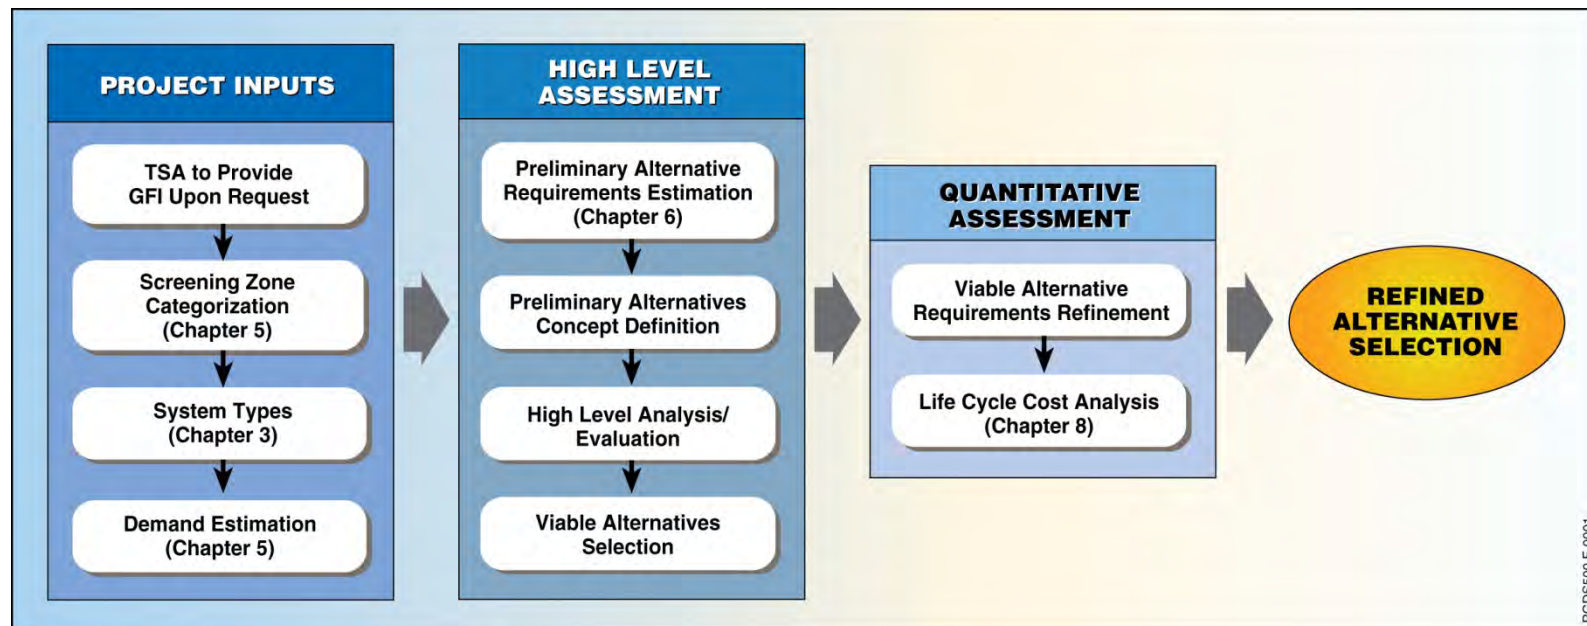 PROJECT INPUTS
TSA to Provide
GFI Upon Request
Screening Zone
Categorization
(Chapter 5)
System Types
(Chapter 3)
Demand Estimation
(Chapter 5)
HIGH LEVEL
ASSESSMENT
Preliminary Alternative
Requirements Estimation
(Chapter 6)
Preliminary Alternatives
Concept Definition
High Level Analysis/
Evaluation
Viable Alternatives
Selection
QUANTITATIVE
ASSESSMENT
Viable Alternative
Requirements Refinement
Life Cycle Cost Analysis
(Chapter 8)
REFINED
ALTERNATIVE
SELECTION